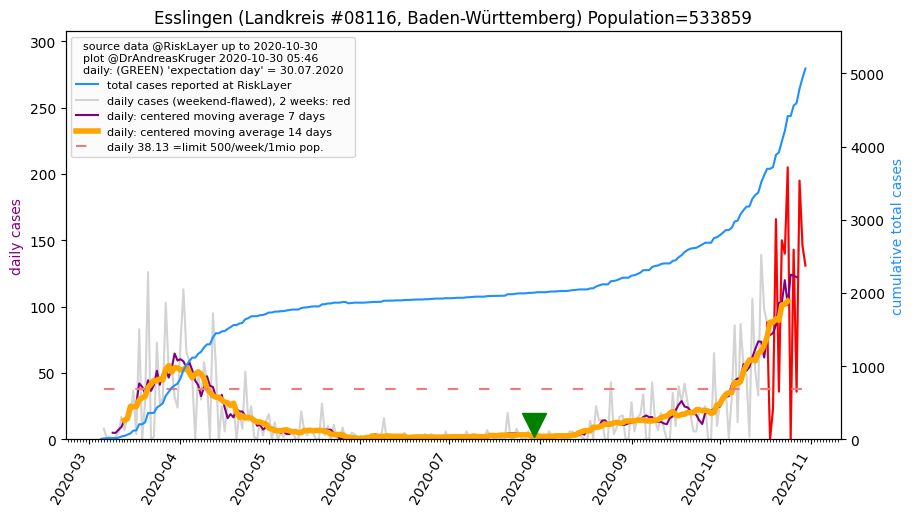 Esslingen (Landkreis #08116, Baden-Württemberg) Population=533859
source data @RiskLayer up to 2020-10-30
plot @DrAndreasKruger 2020-10-30 05:46
daily: (GREEN) 'expectation day' = 30.07.2020
total cases reported at RiskLayer
daily cases (weekend-flawed), 2 weeks: red
daily: centered moving average 7 days
daily: centered moving average 14 days
daily 38.13 =limit 500/week/1mio pop.
daily cases
300
250
200
150
100
50
0
cumulative total cases
5000
4000
3000
2000
1000
0
2020-03
2020-04
2020-05
2020-06
2020-07
2020-08
2020-09
2020-10
2020-11